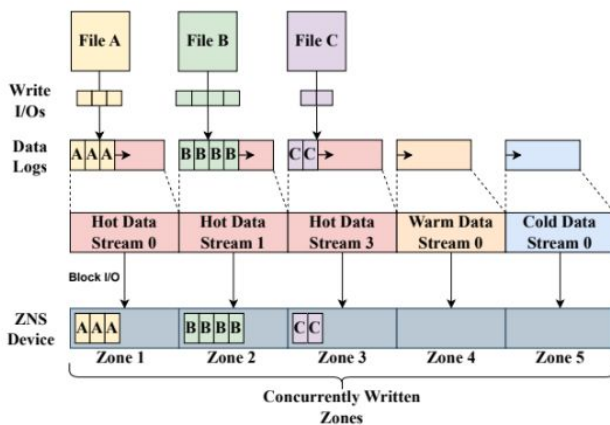 File A
File B
File C
Write
I/Os
Data
Logs
A A A
B B B B
C C
Hot Data
Stream 0
Hot Data
Stream 1
Hot Data
Stream 3
Warm Data
Stream 0
Cold Data
Stream 0
Block I/O
ZNS
Device
A A A
B B B B
C C
Zone 1
Zone 2
Zone 3
Zone 4
Zone 5
Concurrently Written
Zones